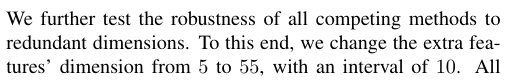 We further test the robustness of all competing methods to
redundant dimensions. To this end, we change the extra fea-
tures' dimension from 5 to 55, with an interval of 10. All